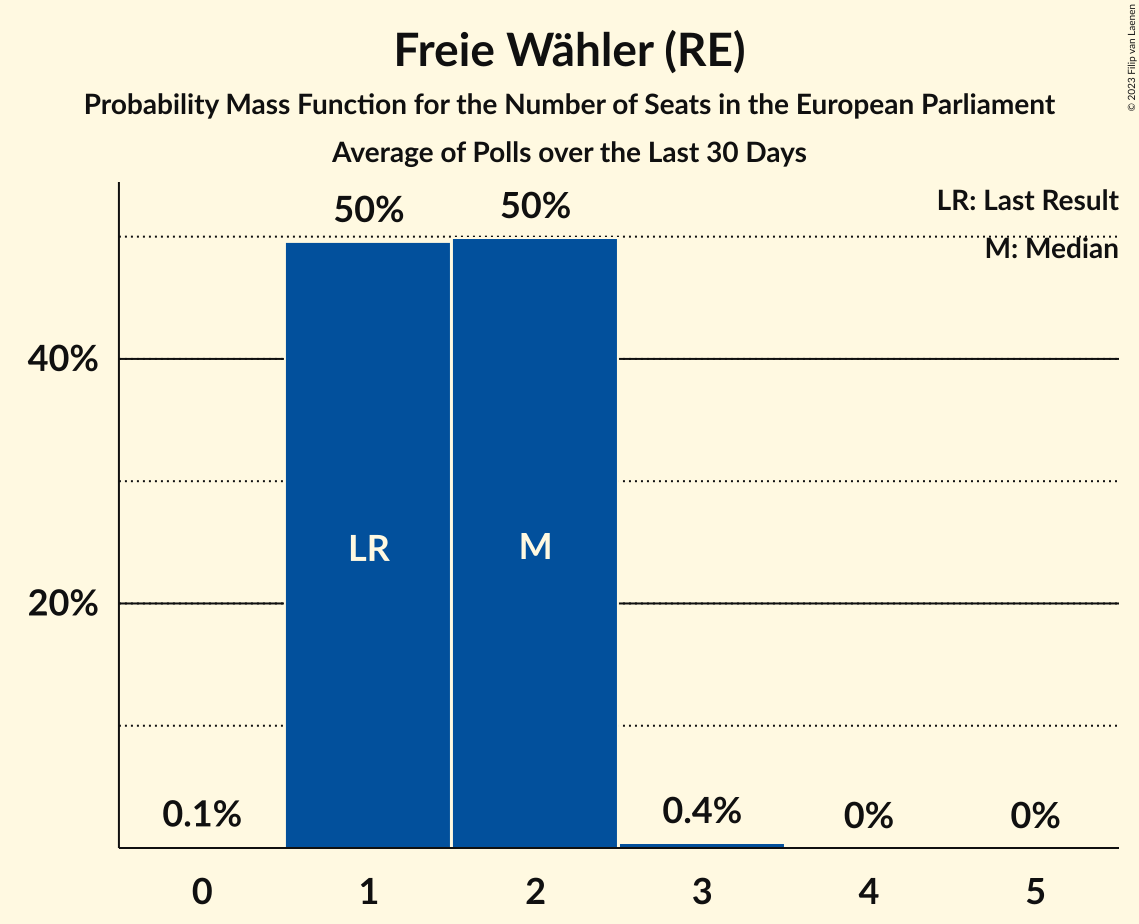 Freie Wähler (RE)
Probability Mass Function for the Number of Seats in the European Parliament
Average of Polls over the Last 30 Days
© 2023 Filip van Laenen
LR: Last Result
M: Median
50%
50%
40%
20%
LR
M
0.1%
0.4%
0%
0%
0
1
2
3
4
5